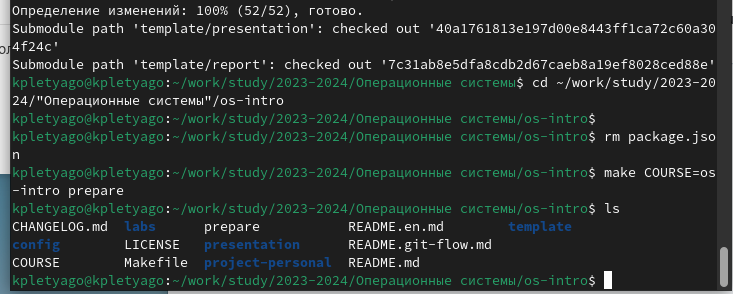 Определение изменений: 100% (52/52), готово.
Submodule path 'template/presentation': checked out '40a1761813e197d00e8443ff1ca72c60a30
4f24c'
Submodule path 'template/report': checked out '7c31ab8e5dfa8cdb2d67caeb8a19ef8028ced88e'
kpletyago@kpletyago:~/work/study/2023-2024/Операционные системы$ cd ~/work/study/2023-20
24/"Операционные системы"/os-intro
kpletyago@kpletyago:~/work/study/2023-2024/Операционные системы/os-intro$
kpletyago@kpletyago:~/work/study/2023-2024/Операционные системы/os-intro$ rm package.jso
n
kpletyago@kpletyago:~/work/study/2023-2024/Операционные системы/os-intro$ make COURSE=os
-intro prepare
kpletyago@kpletyago:~/work/study/2023-2024/Операционные системы/os-intro$ ls
CHANGELOG.md labs prepare README.en.md template
config LICENSE presentation README.git-flow.md
COURSE Makefile project-personal README.md
kpletyago@kpletyago:~/work/study/2023-2024/Операционные системы/os-intro$